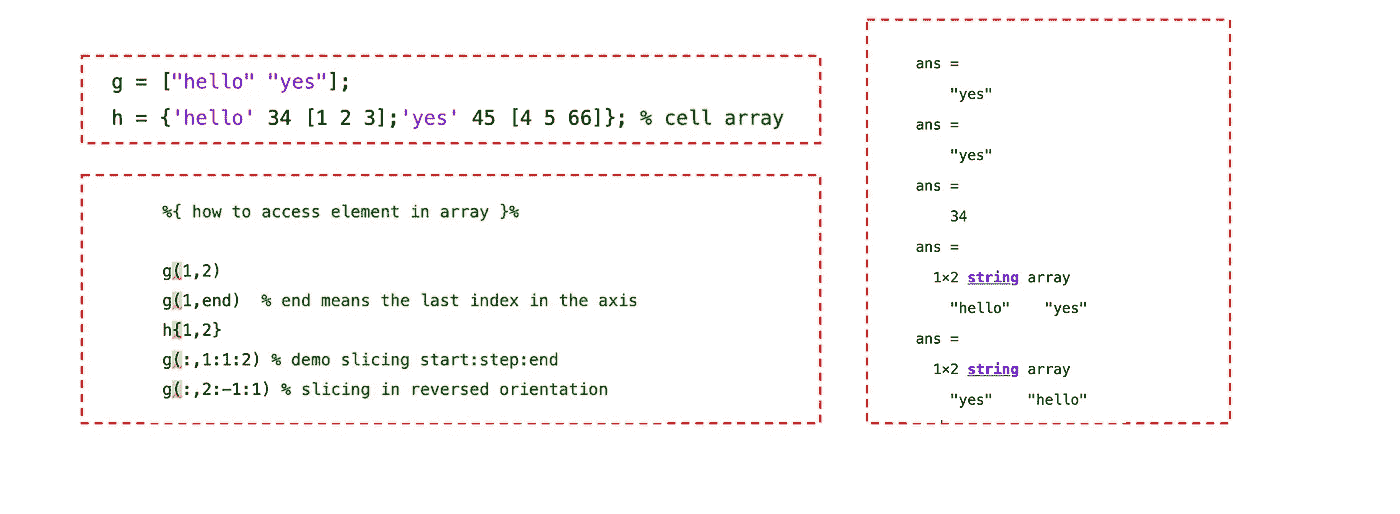 g = ["hello" "yes"];
h = {'hello' 34 [1 2 3];'yes' 45 [4 5 66]}; % cell array
%{ how to access element in array }%
g(1,2)
g(1,end)  % end means the last index in the axis
h{1,2}
g(:,1:1:2) % demo slicing start:step:end
g(:,2:-1:1) % slicing in reversed orientation
ans =
"yes"
ans =
"yes"
ans =
34
ans =
1×2 string array
"hello"    "yes"
ans =
1×2 string array
"yes"    "hello"